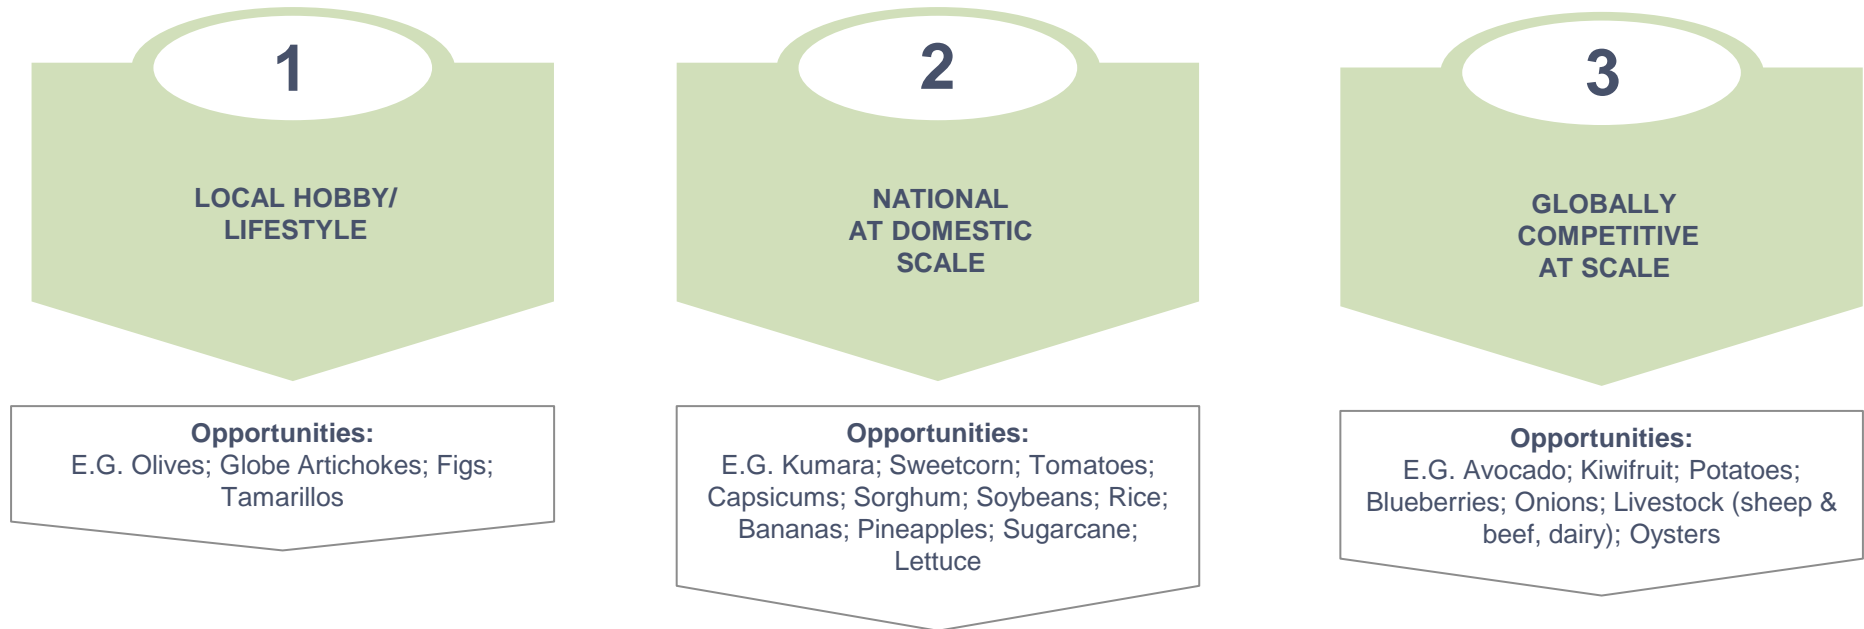 1
LOCAL HOBBY/
LIFESTYLE
Opportunities:
E.G. Olives; Globe Artichokes; Figs;
Tamarillos
2
NATIONAL
AT DOMESTIC
SCALE
Opportunities:
E.G. Kumara; Sweetcorn; Tomatoes;
Capsicums; Sorghum; Soybeans; Rice;
Bananas; Pineapples; Sugarcane;
Lettuce
3
GLOBALLY
COMPETITIVE
AT SCALE
Opportunities:
E.G. Avocado; Kiwifruit; Potatoes;
Blueberries; Onions; Livestock (sheep &
beef, dairy); Oysters